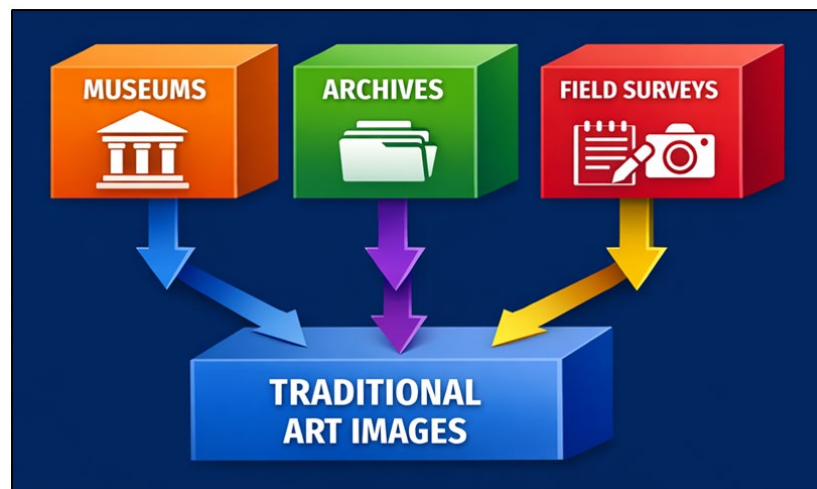 MUSEUMS
ARCHIVES
FIELD SURVEYS
TRADITIONAL
ART IMAGES